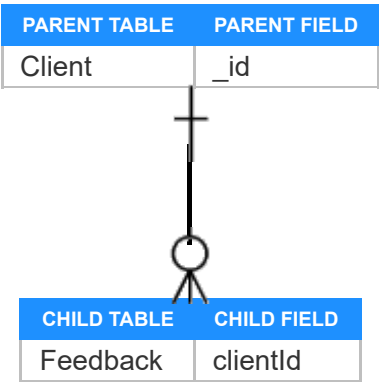 PARENT TABLE PARENT FIELD
Client _id
CHILD TABLE CHILD FIELD
Feedback clientId